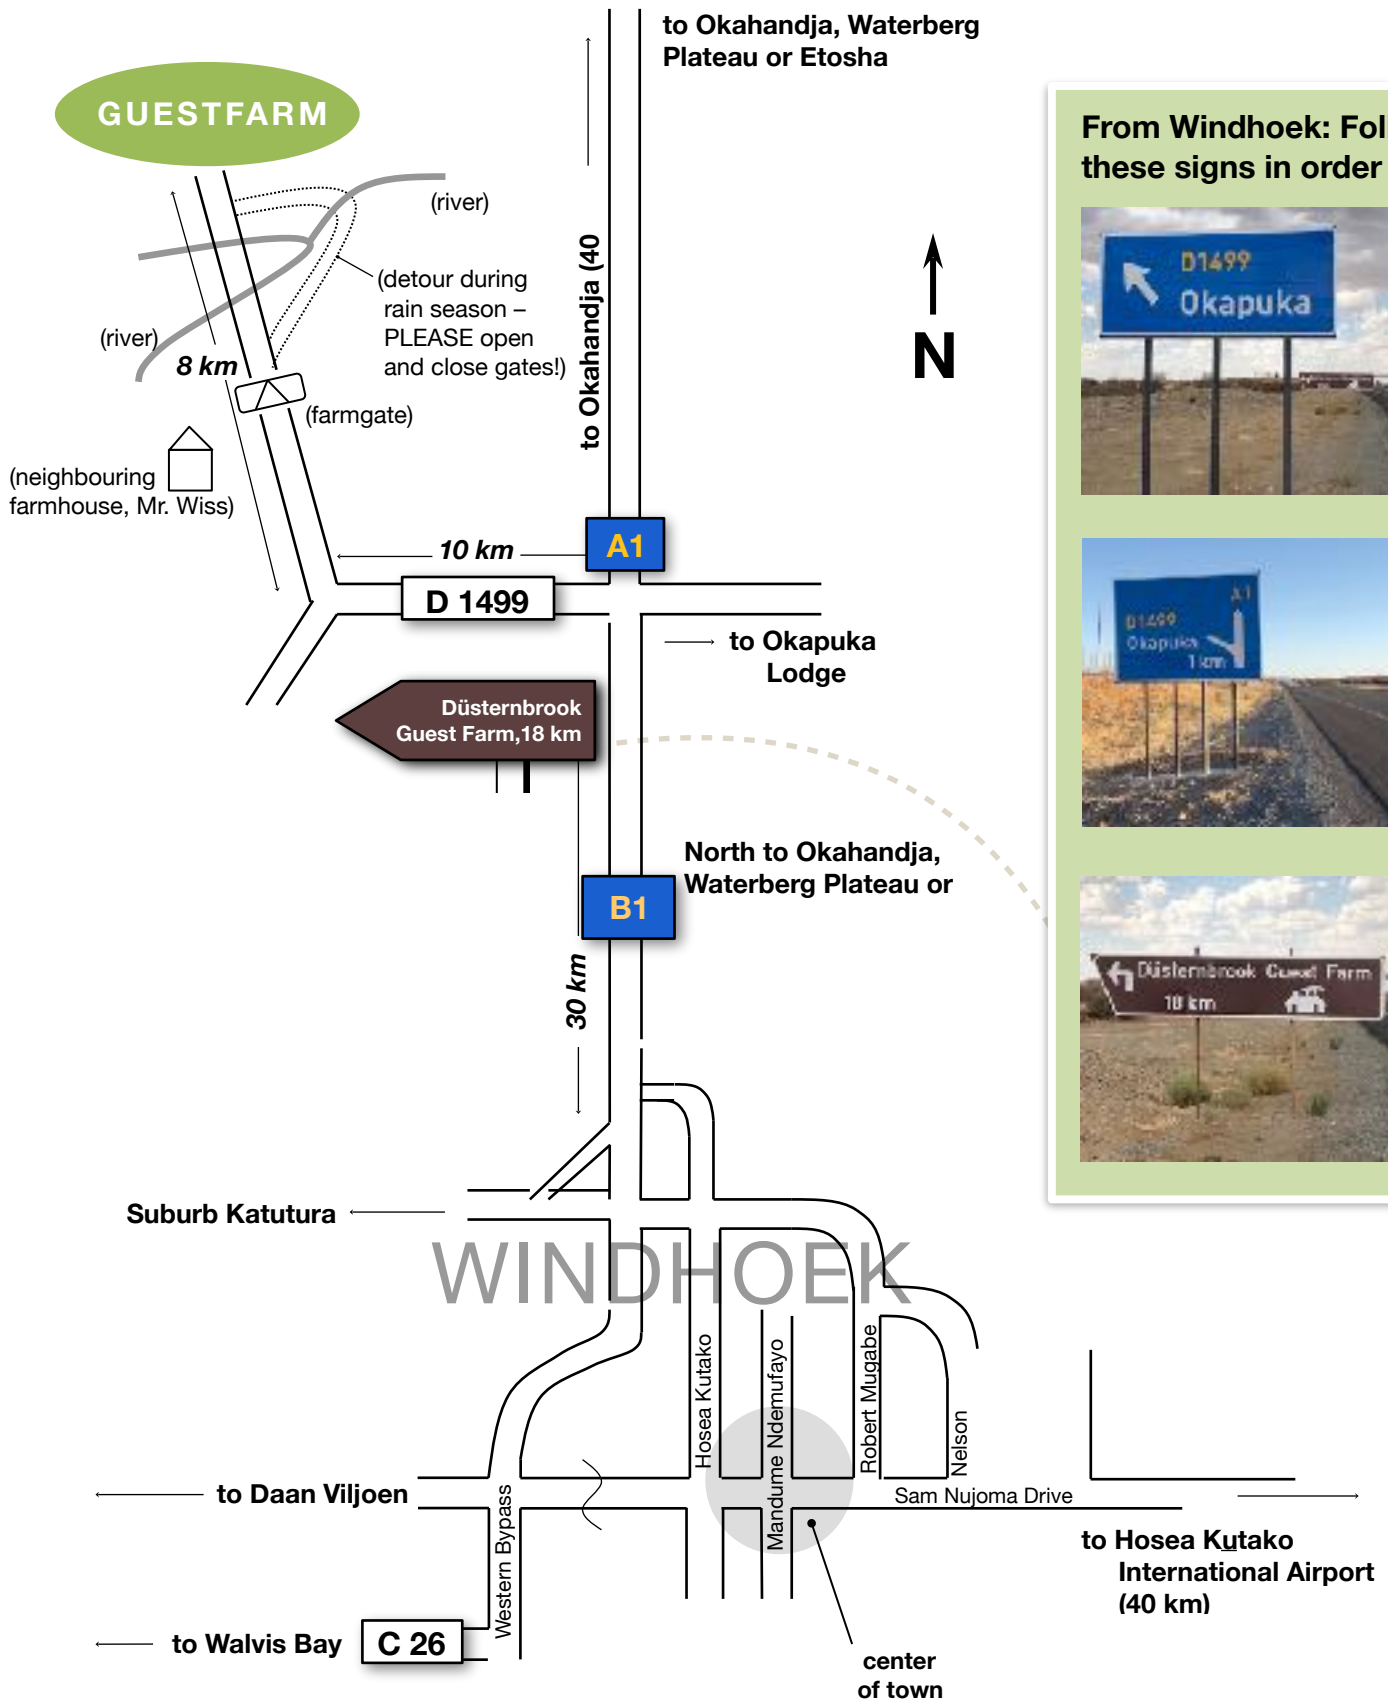 to Okahandja, Waterberg
Plateau or Etosha
GUESTFARM
From Windhoek: Fol
these signs in order
(river)
D1499
Okapuka
to Okahandja (40
(detour during
rain season –
PLEASE open
and close gates!)
(river)
8 km
N
(farmgate)
(neighbouring
farmhouse, Mr. Wiss)
A1
10 km
D 1499
A1
D1499
Okapuka
1 km
to Okapuka
Lodge
Düsternbrook
Guest Farm,18 km
North to Okahandja,
Waterberg Plateau or
B1
30 km
Düsternbrook Guest Farm
18 km
Suburb Katutura
WINDHOEK
Hosea Kutako
Mandume Ndemufayo
Robert Mugabe
Nelson
to Daan Viljoen
Western Bypass
Sam Nujoma Drive
to Hosea Kutako
International Airport
(40 km)
to Walvis Bay
C 26
center
of town